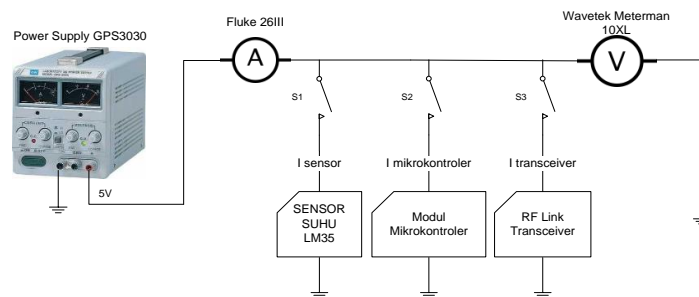 Power Supply GPS3030
Fluke 26III
A
Wavetek Meterman
10XL
V
S1
S2
S3
I sensor
I mikrokontroler
I transceiver
5V
SENSOR
SUHU
LM35
Modul
Mikrokontroler
RF Link
Transceiver